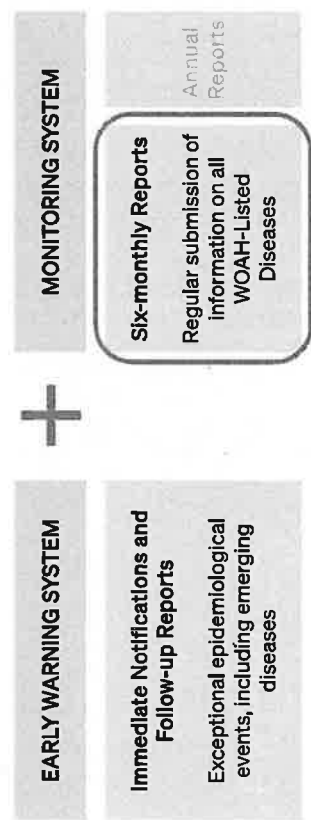 EARLY WARNING SYSTEM
Immediate Notifications and
Follow-up Reports
Exceptional epidemiological
events, including emerging
diseases
+
MONITORING SYSTEM
Six-monthly Reports
Regular submission of
information on all
WOAH-Listed
Diseases
Annual
Reports